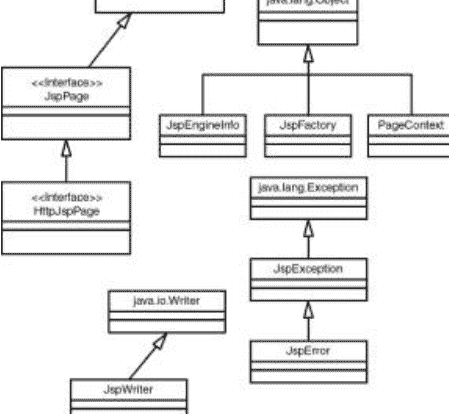 java.lang.Object
<<Interface>>
JspPage
JspEngineInfo
JspFactory
PageContext
<<Interface>>
HttpJspPage
java.lang.Exception
JspException
java.io.Writer
JspError
JspWriter